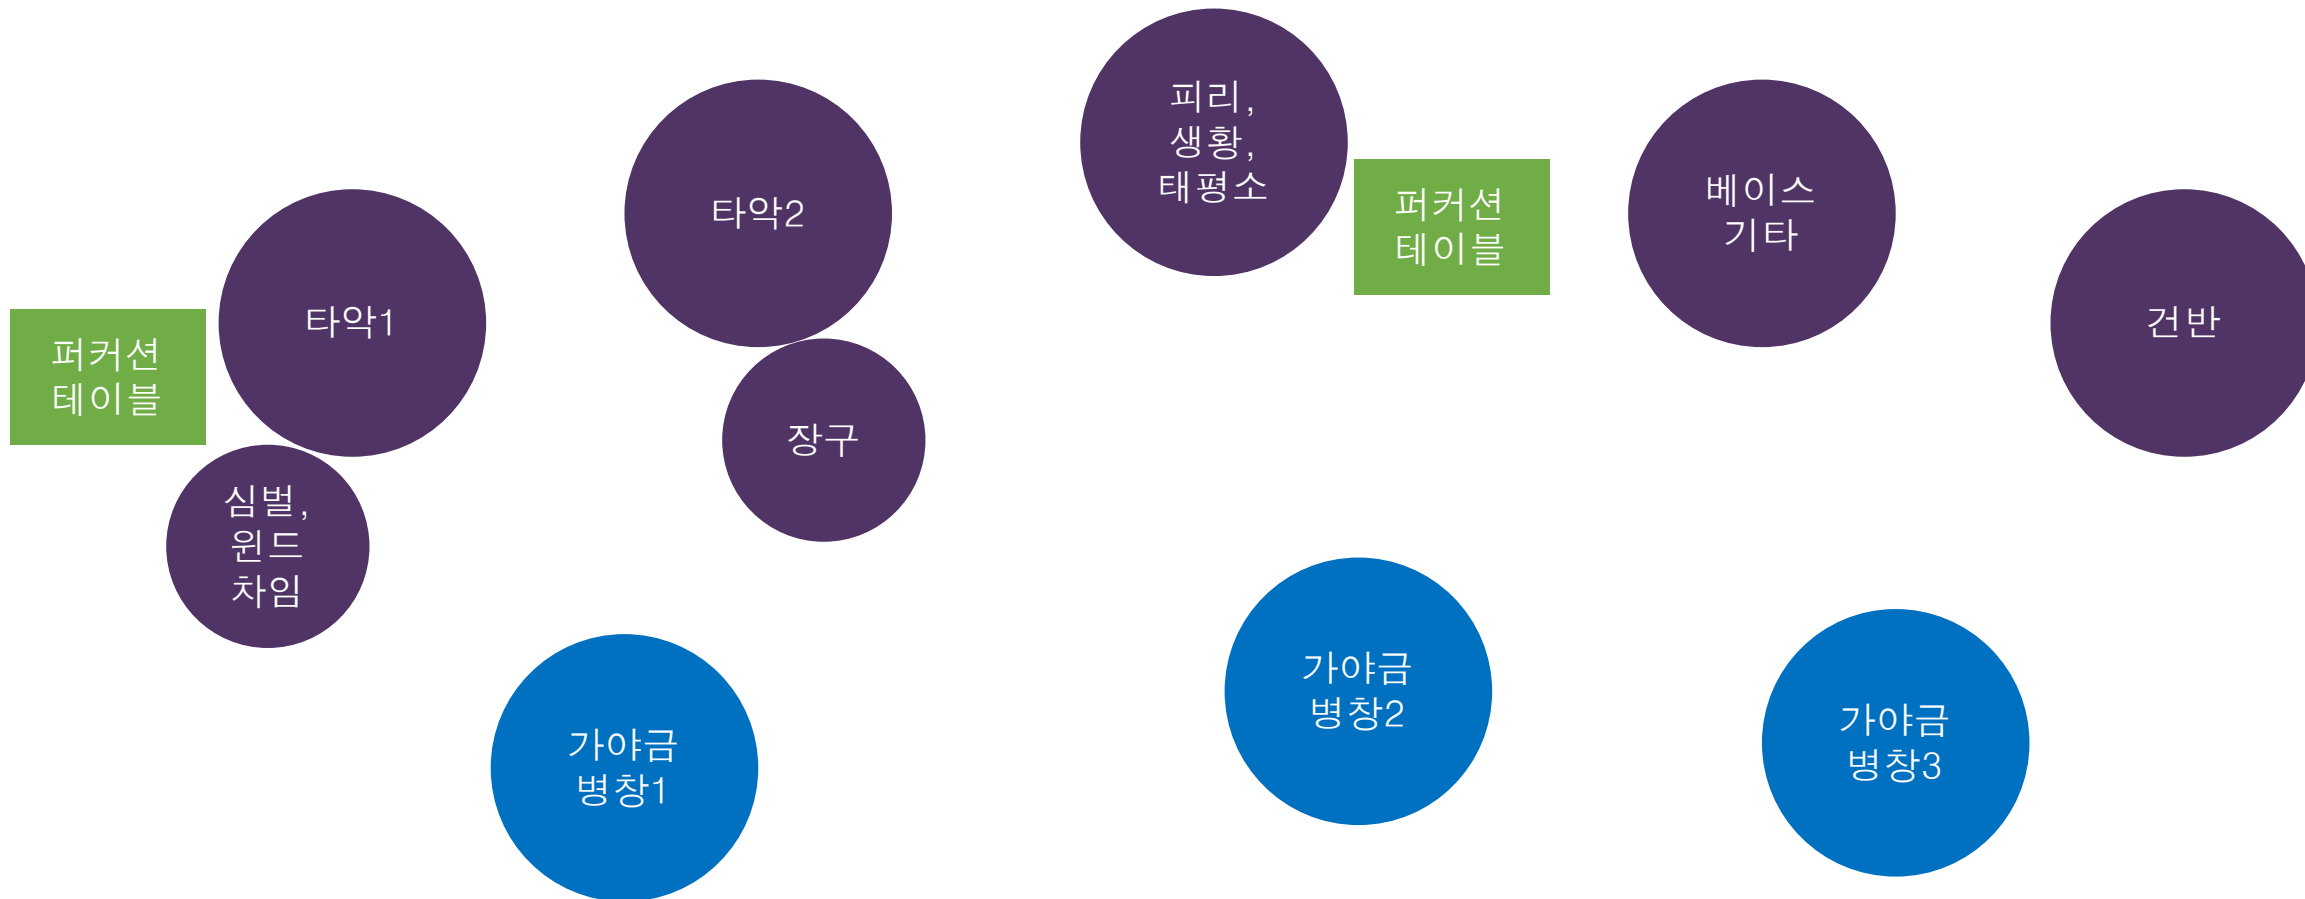 피리,
생황,
태평소
타악2
베이스
기타
퍼커션
테이블
타악1
건반
퍼커션
테이블
장구
심벌,
윈드
차임
가야금
병창2
가야금
병창3
가야금
병창1